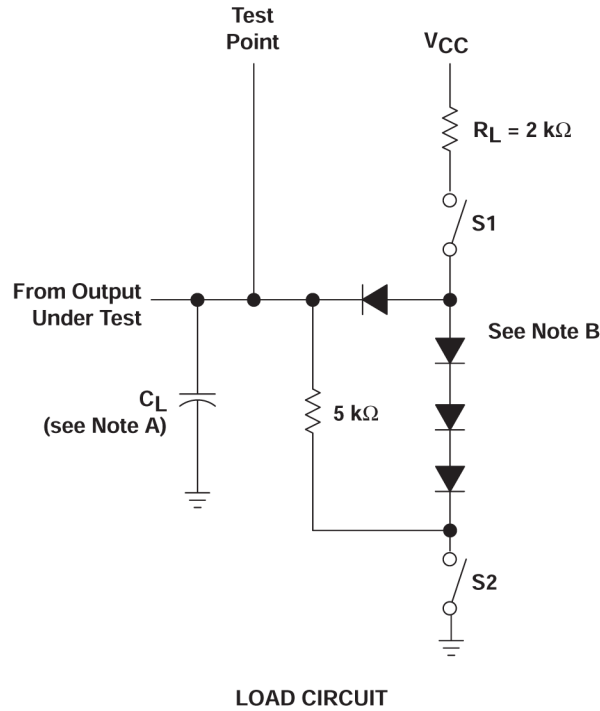 Test
Point
VCC
RL = 2 kΩ
S1
From Output
Under Test
See Note B
CL
(see Note A)
5 kΩ
S2
LOAD CIRCUIT